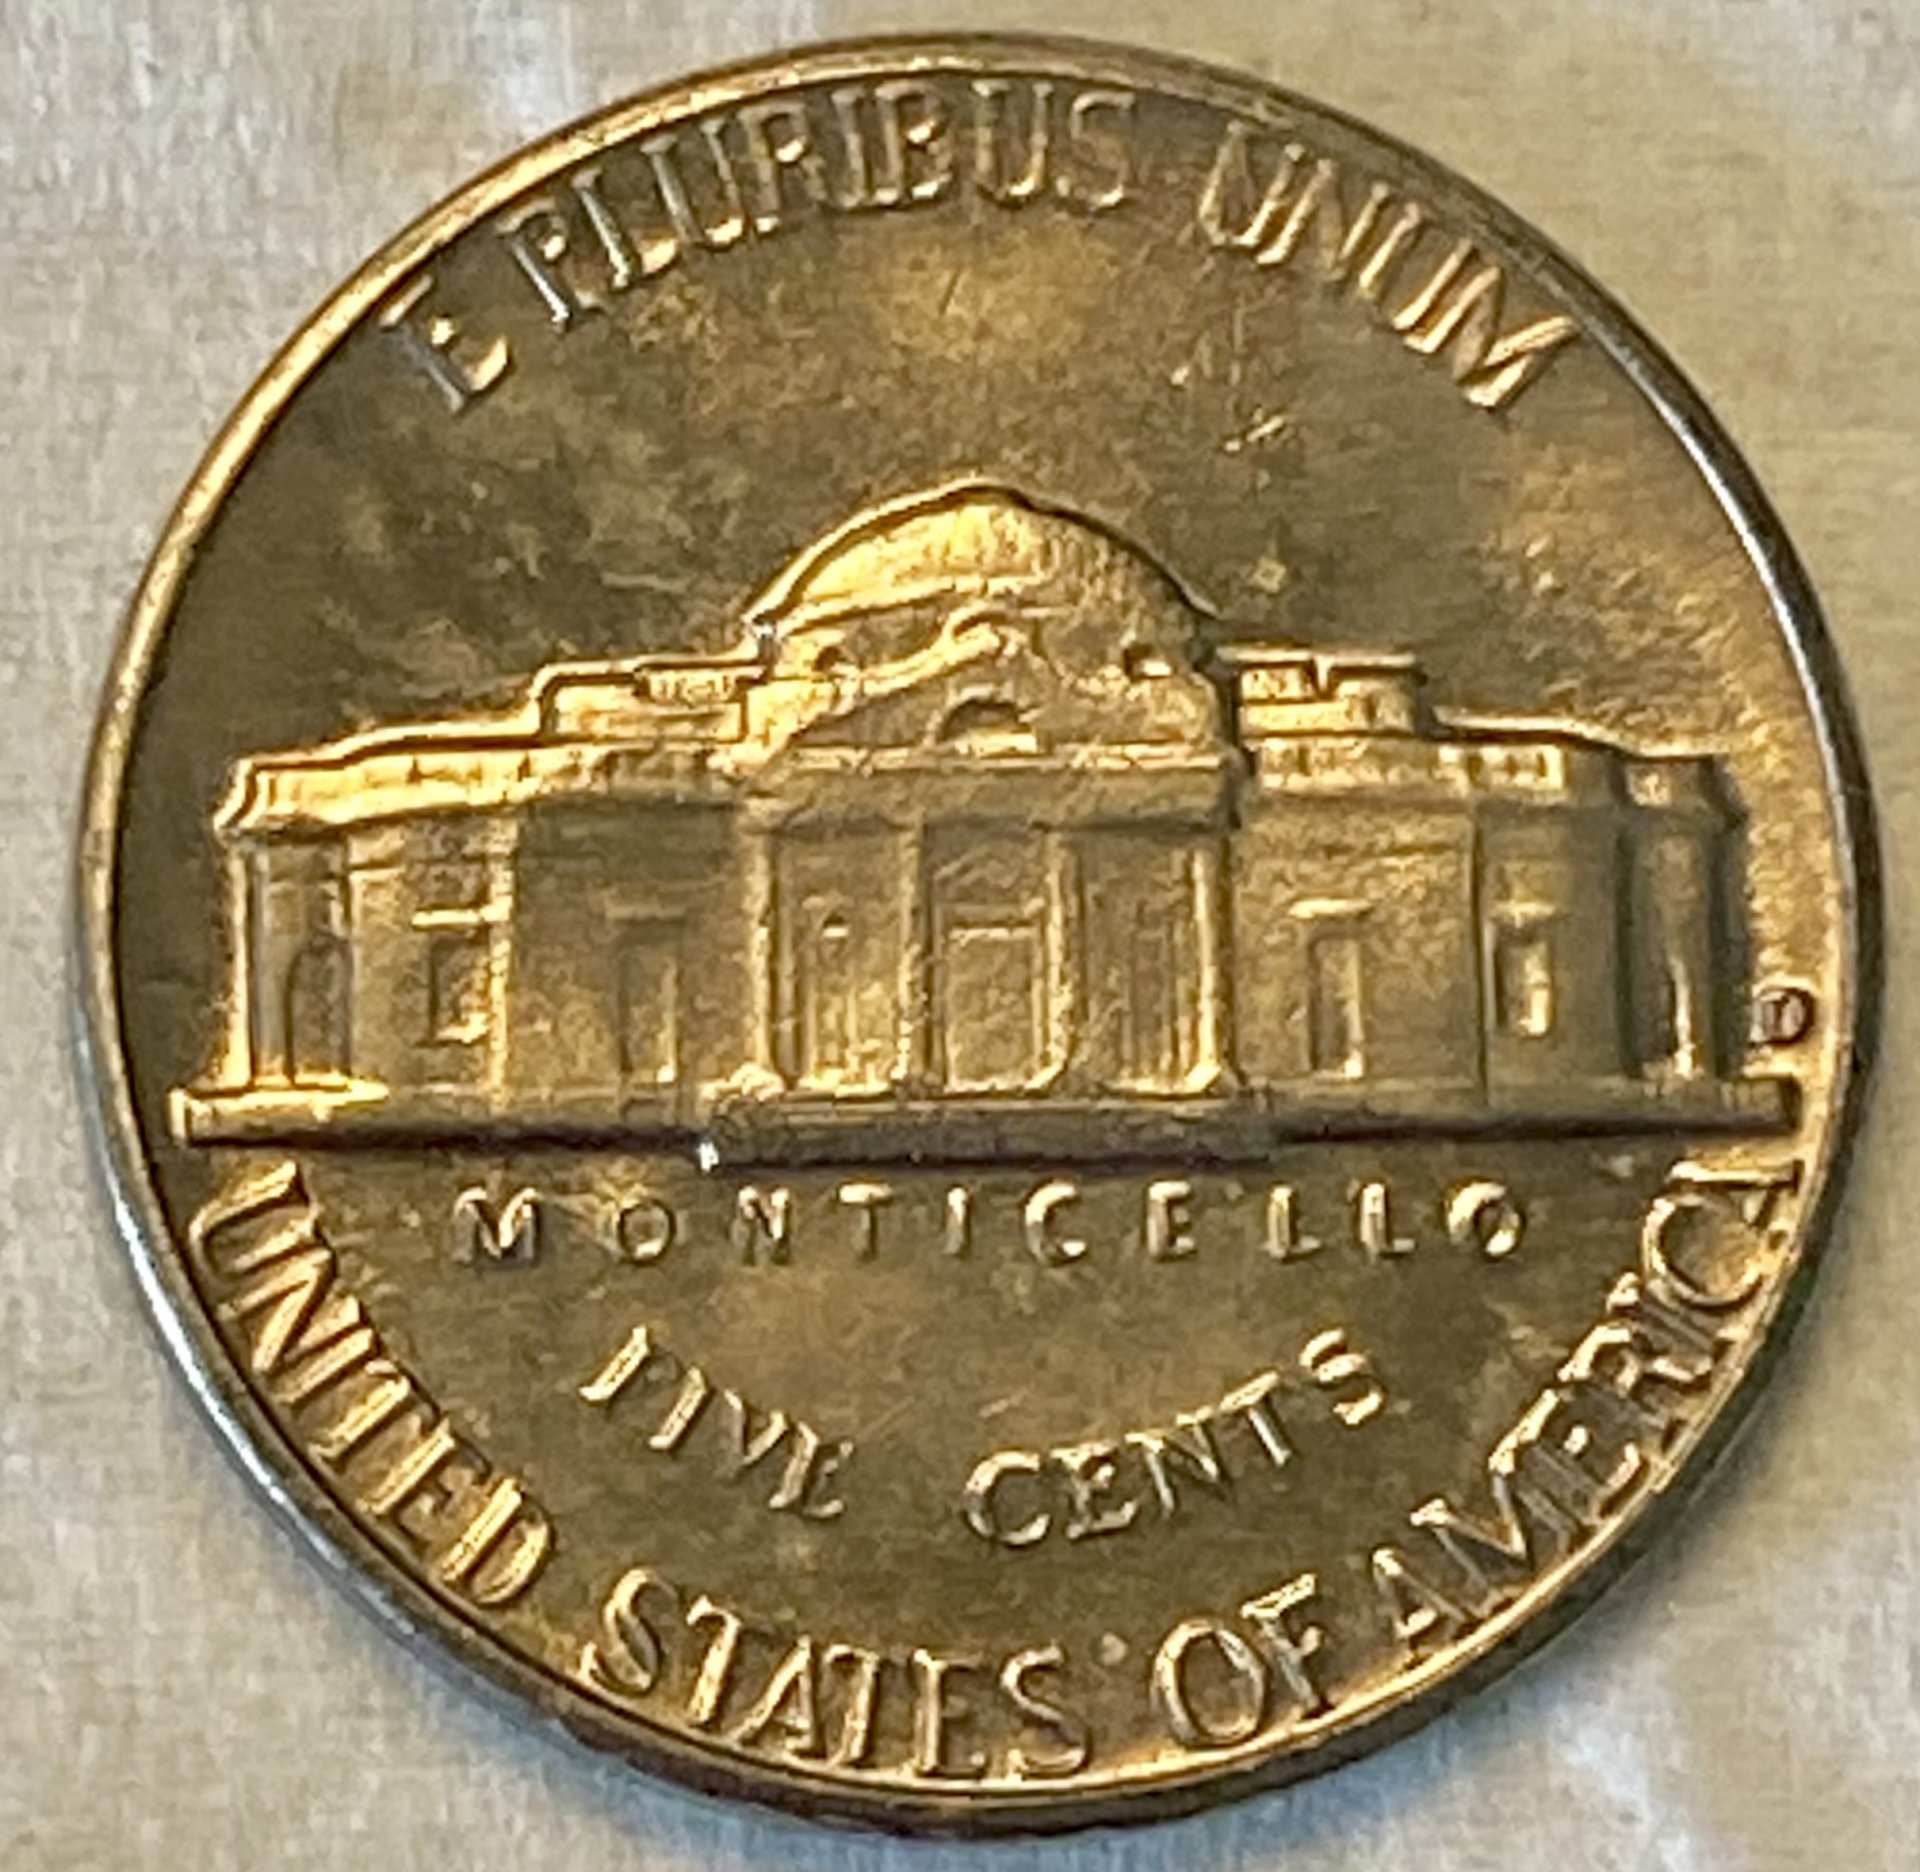 E PLURIBUS UNUM
D
MONTICELLO
FIVE CENTS
UNITED STATES OF AMERICA